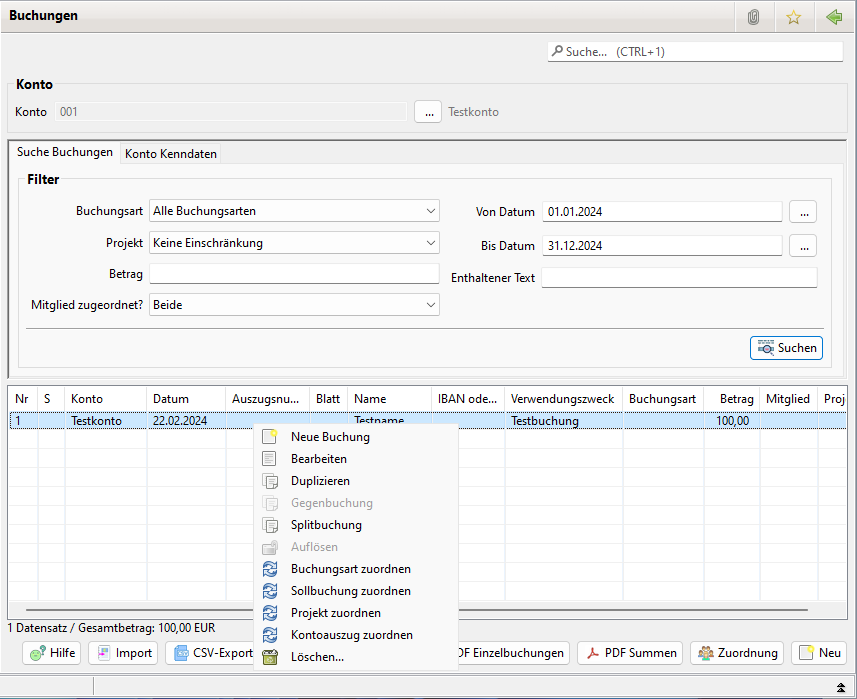 Buchungen
Suche... (CTRL+1)
Konto
Konto 001 ... Testkonto
Suche Buchungen Konto Kenndaten
Filter
Buchungsart Alle Buchungsarten Von Datum 01.01.2024 ...
Projekt Keine Einschränkung Bis Datum 31.12.2024 ...
Betrag Enthaltener Text
Mitglied zugeordnet? Beide
Suchen
Nr S Konto Datum Auszugsnu... Blatt Name IBAN ode... Verwendungszweck Buchungsart Betrag Mitglied Proj
1 Testkonto 22.02.2024 Testname Testbuchung 100,00
Neue Buchung
Bearbeiten
Duplizieren
Gegenbuchung
Splitbuchung
Auflösen
Buchungsart zuordnen
Sollbuchung zuordnen
Projekt zuordnen
Kontoauszug zuordnen
Löschen...
1 Datensatz / Gesamtbetrag: 100,00 EUR
Hilfe Import CSV-Export DF Einzelbuchungen PDF Summen Zuordnung Neu